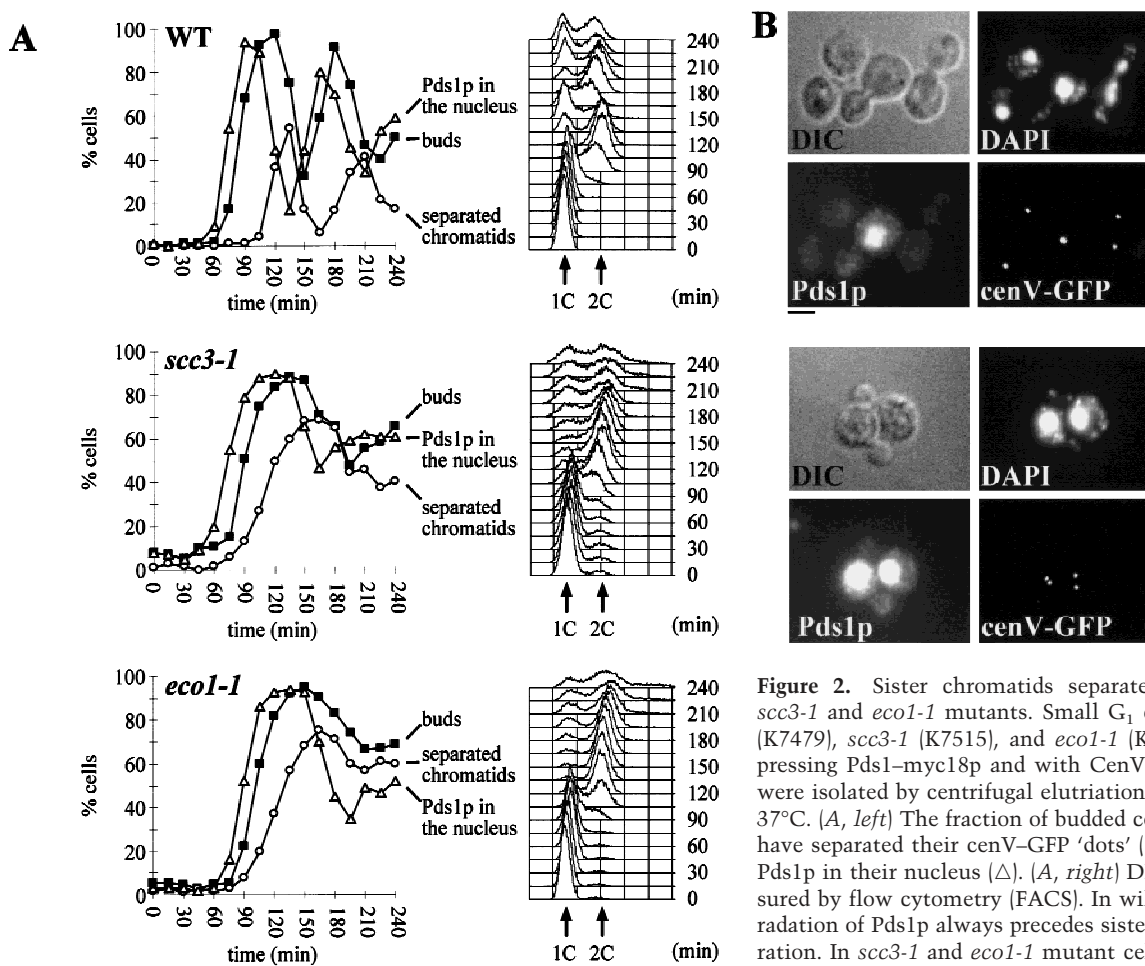 A
WT
100
80
60
40
20
0
% cells
0
30
60
90
120
150
180
210
240
time (min)
Pds1p in
the nucleus
buds
separated
chromatids
240
210
180
150
120
90
60
30
0
1C
2C
(min)
scc3-1
100
80
60
40
20
0
% cells
0
30
60
90
120
150
180
210
240
time (min)
buds
Pds1p in
the nucleus
separated
chromatids
240
210
180
150
120
90
60
30
0
1C
2C
(min)
eco1-1
100
80
60
40
20
0
% cells
0
30
60
90
120
150
180
210
240
time (min)
buds
separated
chromatids
Pds1p in
the nucleus
240
210
180
150
120
90
60
30
0
1C
2C
(min)
B
DIC
DAPI
Pds1p
cenV-GFP
DIC
DAPI
Pds1p
cenV-GFP
Figure 2. Sister chromatids separate
scc3-1 and eco1-1 mutants. Small G1
(K7479), scc3-1 (K7515), and eco1-1 (K
pressing Pds1–myc18p and with CenV
were isolated by centrifugal elutriation
37°C. (A, left) The fraction of budded ce
have separated their cenV–GFP 'dots' (
Pds1p in their nucleus (△). (A, right) D
sured by flow cytometry (FACS). In wil
radation of Pds1p always precedes sister
ration. In scc3-1 and eco1-1 mutant ce